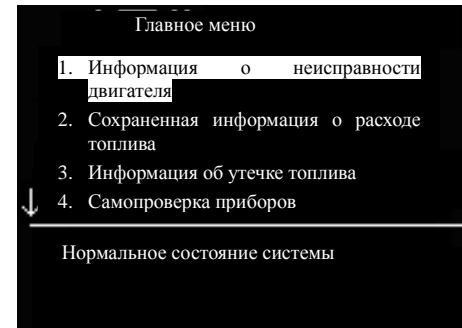 Главное меню
1. Информация о неисправности
двигателя
2. Сохраненная информация о расходе
топлива
3. Информация об утечке топлива
4. Самопроверка приборов
Нормальное состояние системы